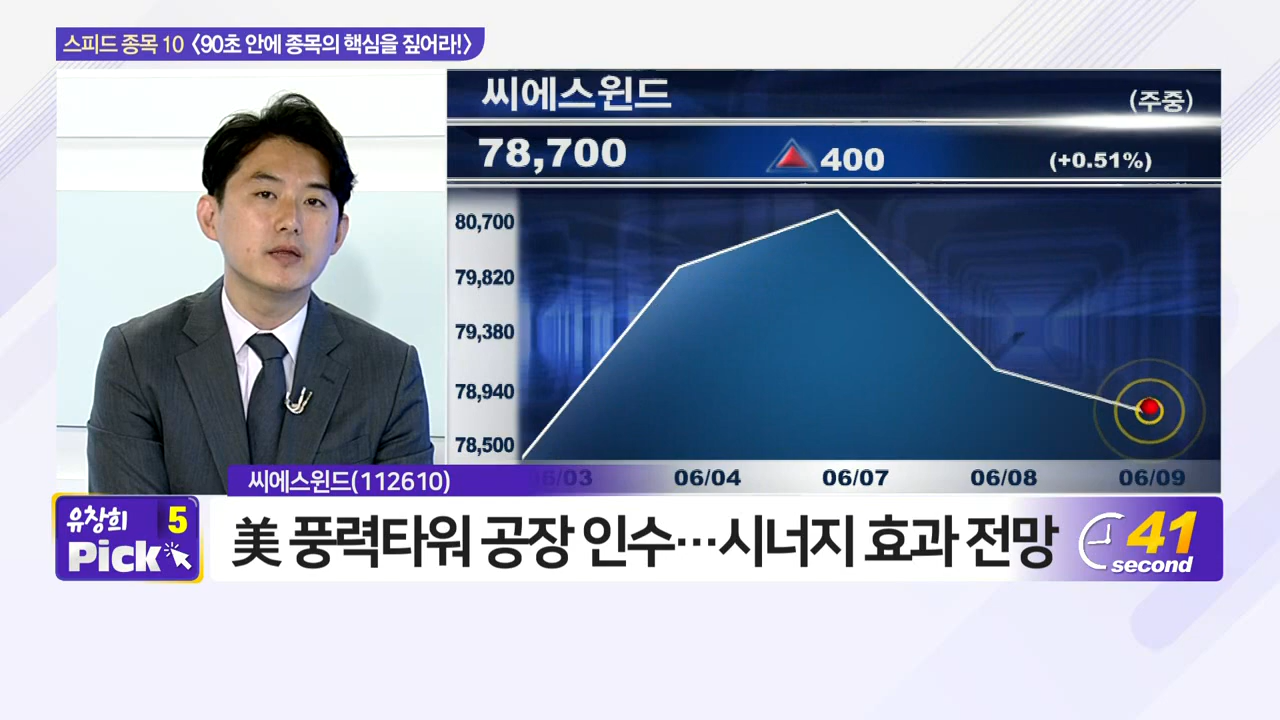 스피드 종목 10 <90초 안에 종목의 핵심을 짚어라!>
씨에스윈드
(주중)
78,700
▲ 400
(+0.51%)
80,700
79,820
79,380
78,940
78,500
06/03 06/04 06/07 06/08 06/09
씨에스윈드(112610)
유창희 5
Pick
美 풍력타워 공장 인수…시너지 효과 전망
41
second